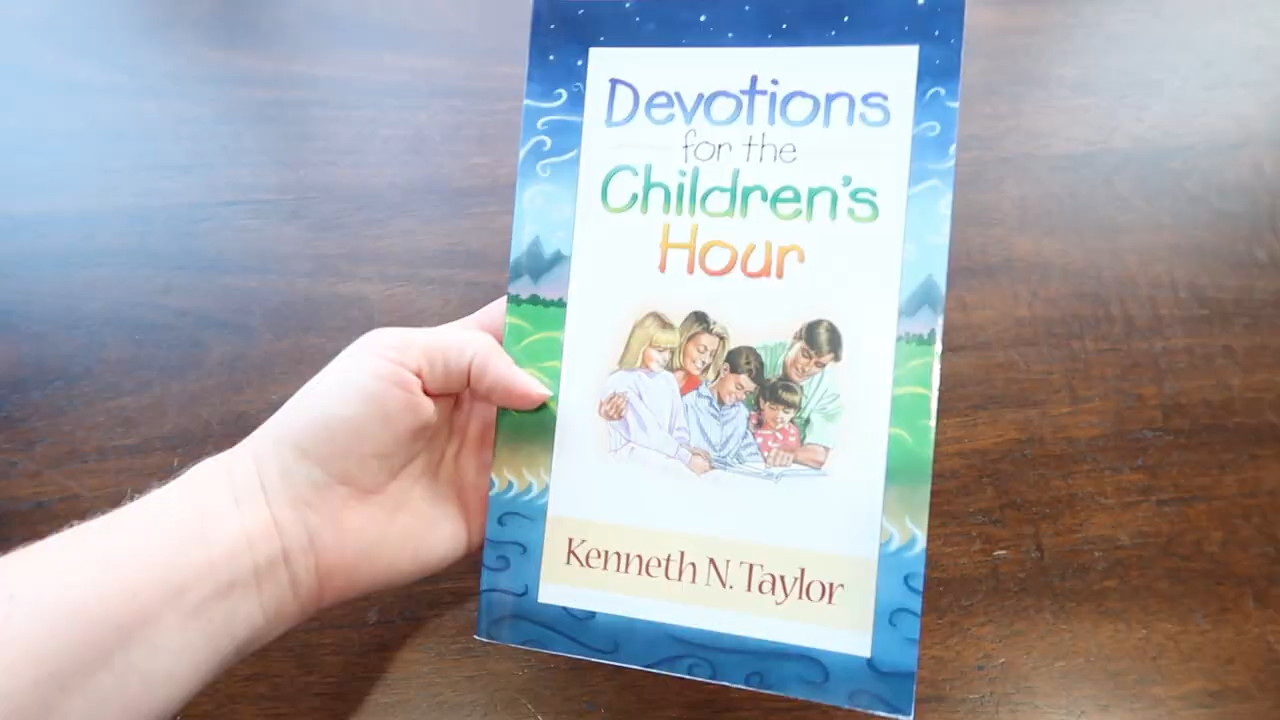 Devotions
for the
Children's
Hour
Kenneth N. Taylor